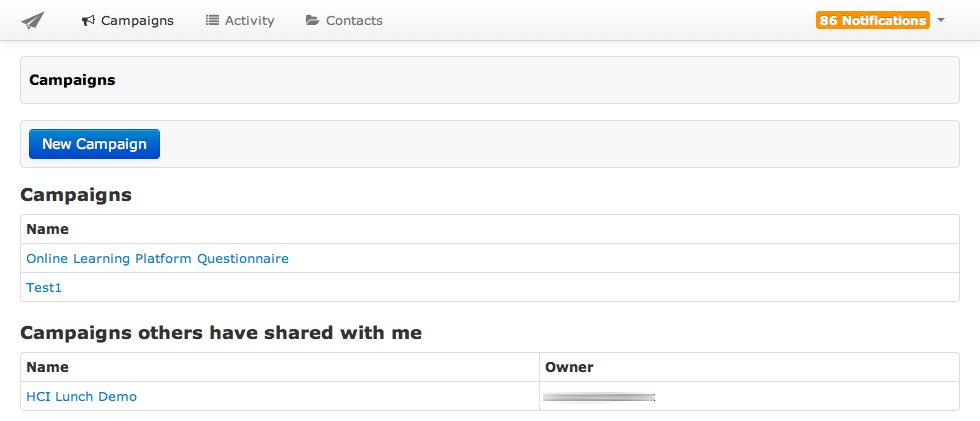 Campaigns Activity Contacts 86 Notifications
Campaigns
New Campaign
Campaigns
Name
Online Learning Platform Questionnaire
Test1
Campaigns others have shared with me
Name Owner
HCI Lunch Demo